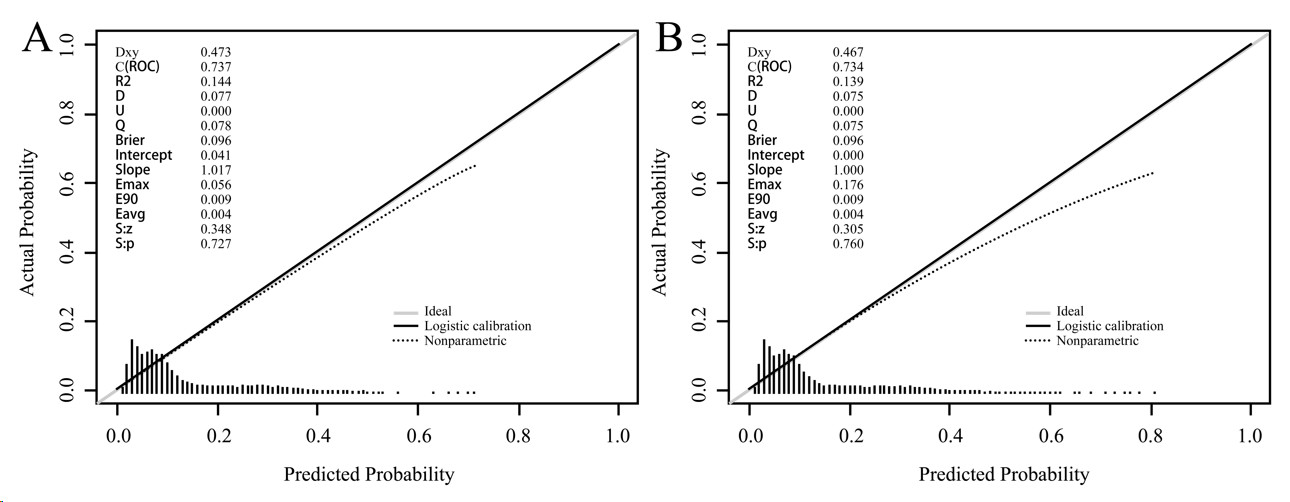 A
Dxy 0.473
C(ROC) 0.737
R2 0.144
D 0.077
U 0.000
Q 0.078
Brier 0.096
Intercept 0.041
Slope 1.017
Emax 0.056
E90 0.009
Eavg 0.004
S:z 0.348
S:p 0.727
Ideal
Logistic calibration
Nonparametric
Actual Probability
1.0
0.8
0.6
0.4
0.2
0.0
0.0 0.2 0.4 0.6 0.8 1.0
Predicted Probability
B
Dxy 0.467
C(ROC) 0.734
R2 0.139
D 0.075
U 0.000
Q 0.075
Brier 0.096
Intercept 0.000
Slope 1.000
Emax 0.176
E90 0.009
Eavg 0.004
S:z 0.305
S:p 0.760
Ideal
Logistic calibration
Nonparametric
Actual Probability
1.0
0.8
0.6
0.4
0.2
0.0
0.0 0.2 0.4 0.6 0.8 1.0
Predicted Probability